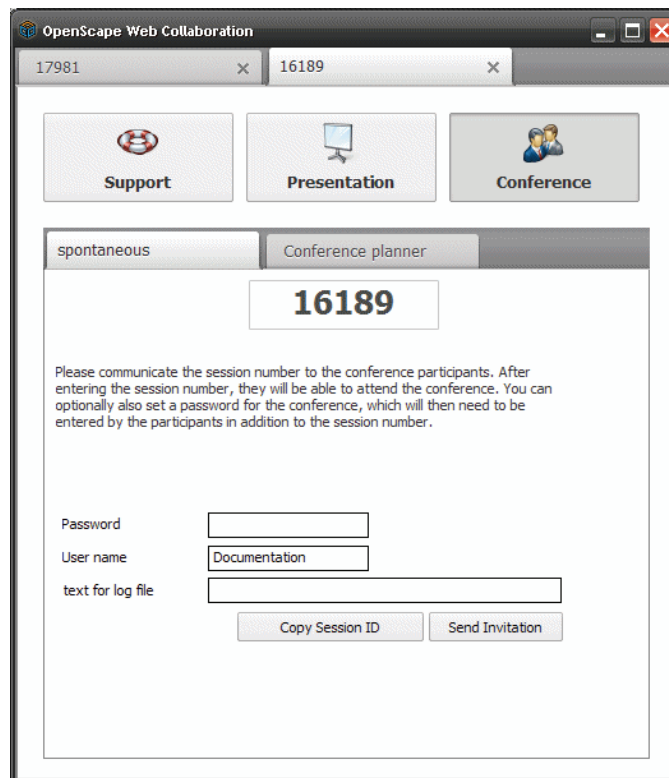 OpenScape Web Collaboration
17981
16189
Support
Presentation
Conference
spontaneous
Conference planner
16189
Please communicate the session number to the conference participants. After
entering the session number, they will be able to attend the conference. You can
optionally also set a password for the conference, which will then need to be
entered by the participants in addition to the session number.
Password
User name
Documentation
text for log file
Copy Session ID
Send Invitation